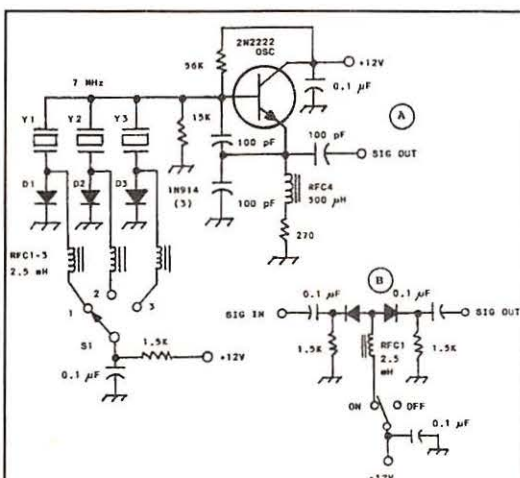 2N2222
OSC
+12V
56K
0.1 µF
7 MHz
A
Y1
Y2
Y3
15K
100 pF
100 pF
SIG OUT
D1
D2
D3
1N914
(3)
100 pF
RFC4
500 µH
270
RFC1-3
2.5 mH
2
1
3
S1
1.5K
+12V
0.1 µF
B
0.1 µF
0.1 µF
SIG IN
SIG OUT
1.5K
RFC1
2.5
mH
1.5K
ON
OFF
0.1 µF
+12V